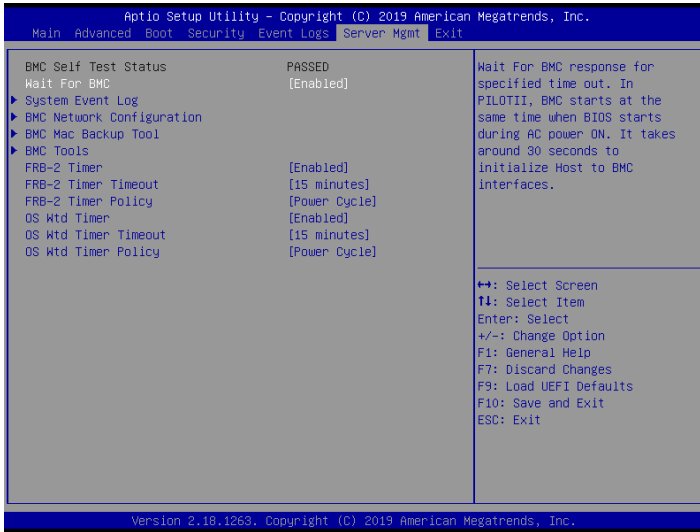 Aptio Setup Utility – Copyright (C) 2019 American Megatrends, Inc.
Main Advanced Boot Security Event Logs Server Mgmt Exit
BMC Self Test Status PASSED
Wait For BMC [Enabled]
System Event Log
BMC Network Configuration
BMC Mac Backup Tool
BMC Tools
FRB-2 Timer [Enabled]
FRB-2 Timer Timeout [15 minutes]
FRB-2 Timer Policy [Power Cycle]
OS Wtd Timer [Enabled]
OS Wtd Timer Timeout [15 minutes]
OS Wtd Timer Policy [Power Cycle]
Wait For BMC response for
specified time out. In
PILOTII, BMC starts at the
same time when BIOS starts
during AC power ON. It takes
around 30 seconds to
initialize Host to BMC
interfaces.
↔: Select Screen
↑↓: Select Item
Enter: Select
+/-: Change Option
F1: General Help
F7: Discard Changes
F9: Load UEFI Defaults
F10: Save and Exit
ESC: Exit
Version 2.18.1263. Copyright (C) 2019 American Megatrends, Inc.